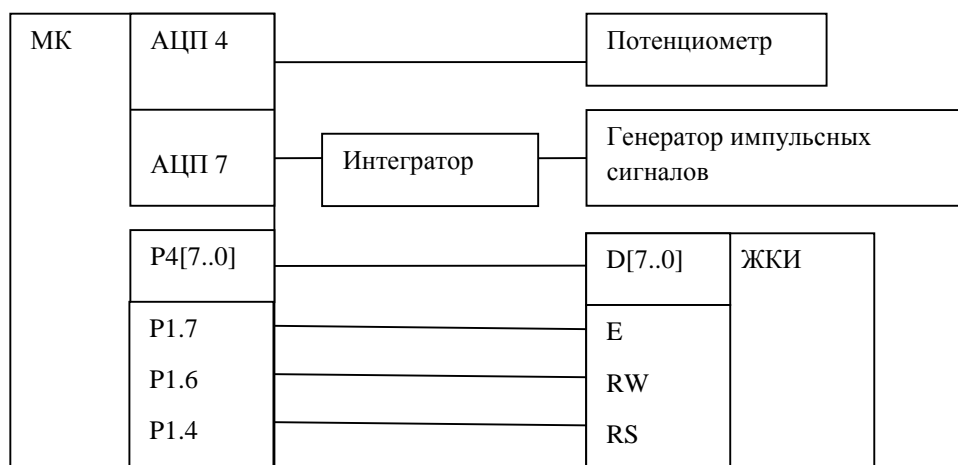 МК
АЦП 4
Потенциометр
АЦП 7
Интегратор
Генератор импульсных
сигналов
P4[7..0]
D[7..0]
ЖКИ
P1.7
E
P1.6
RW
P1.4
RS